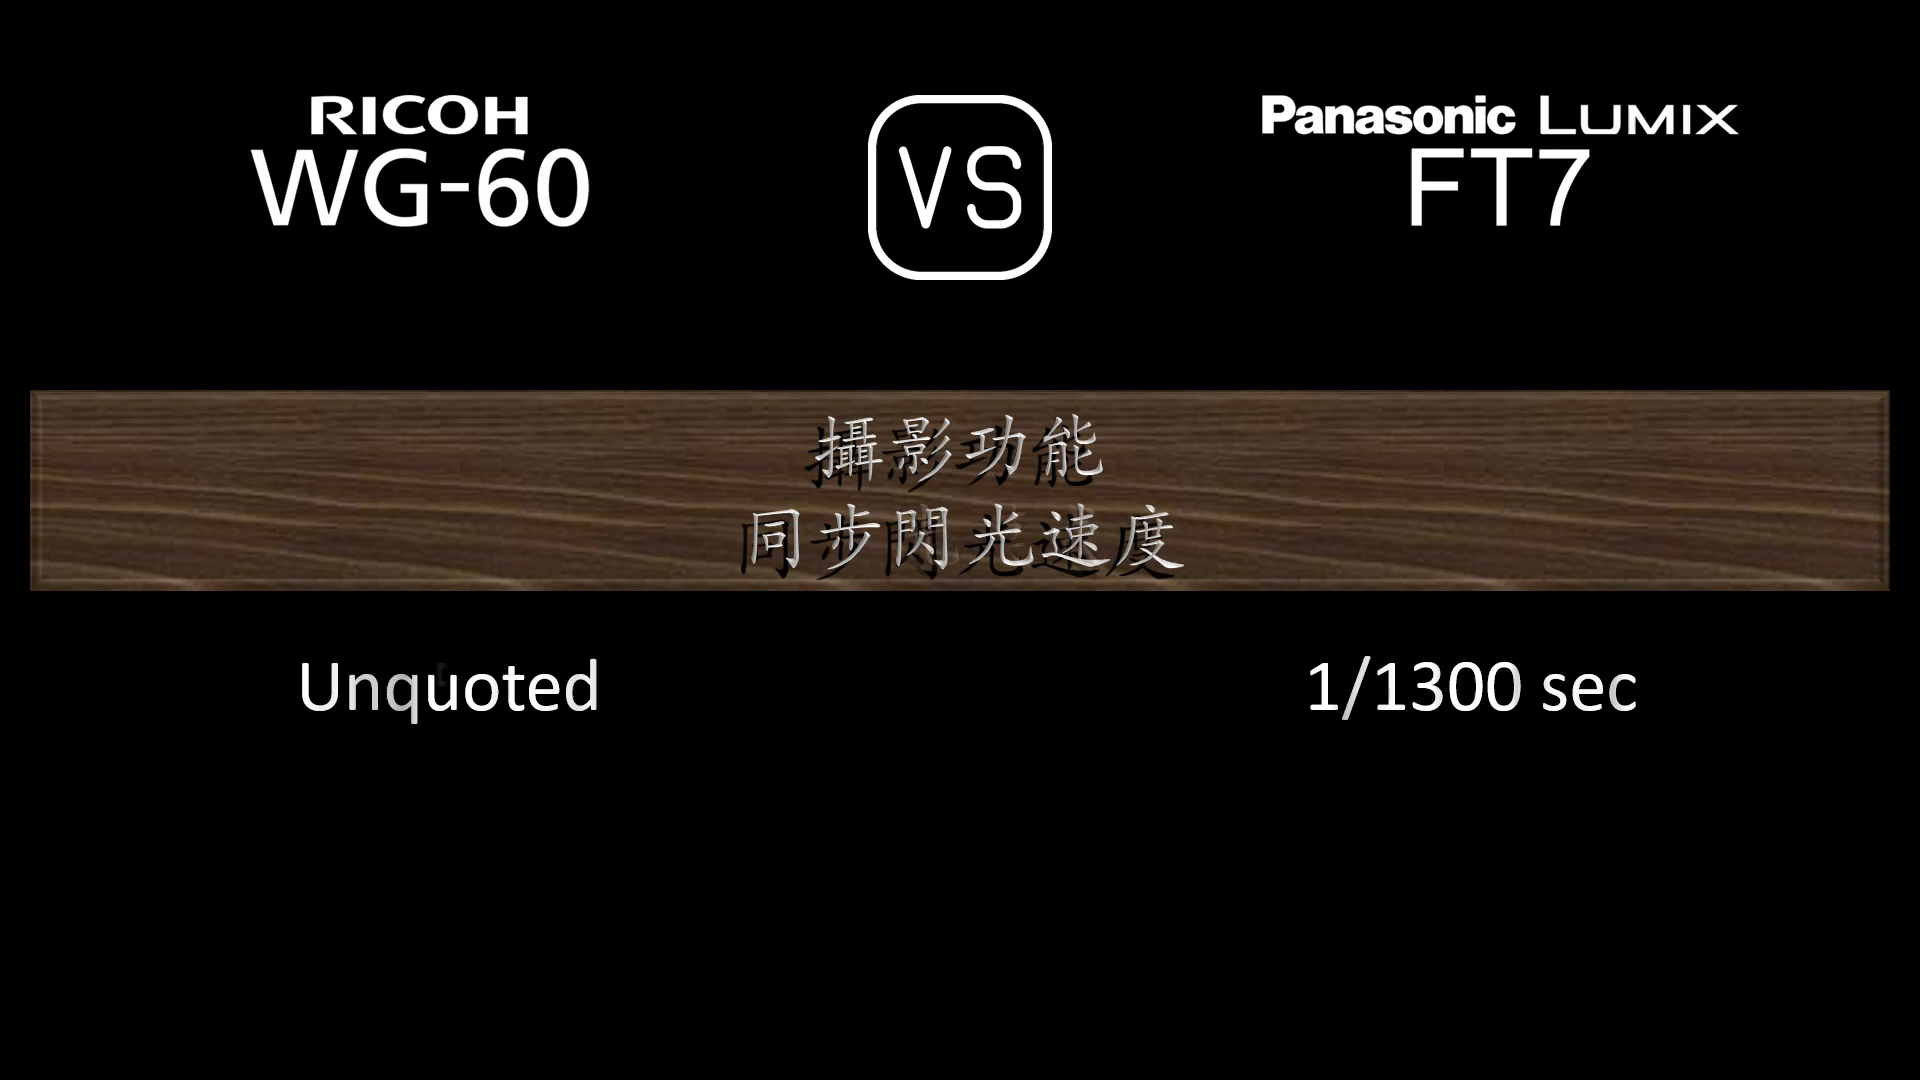 RICOH
WG-60
VS
Panasonic LUMIX
FT7
攝影功能
同步閃光速度
Unquoted
1/1300 sec